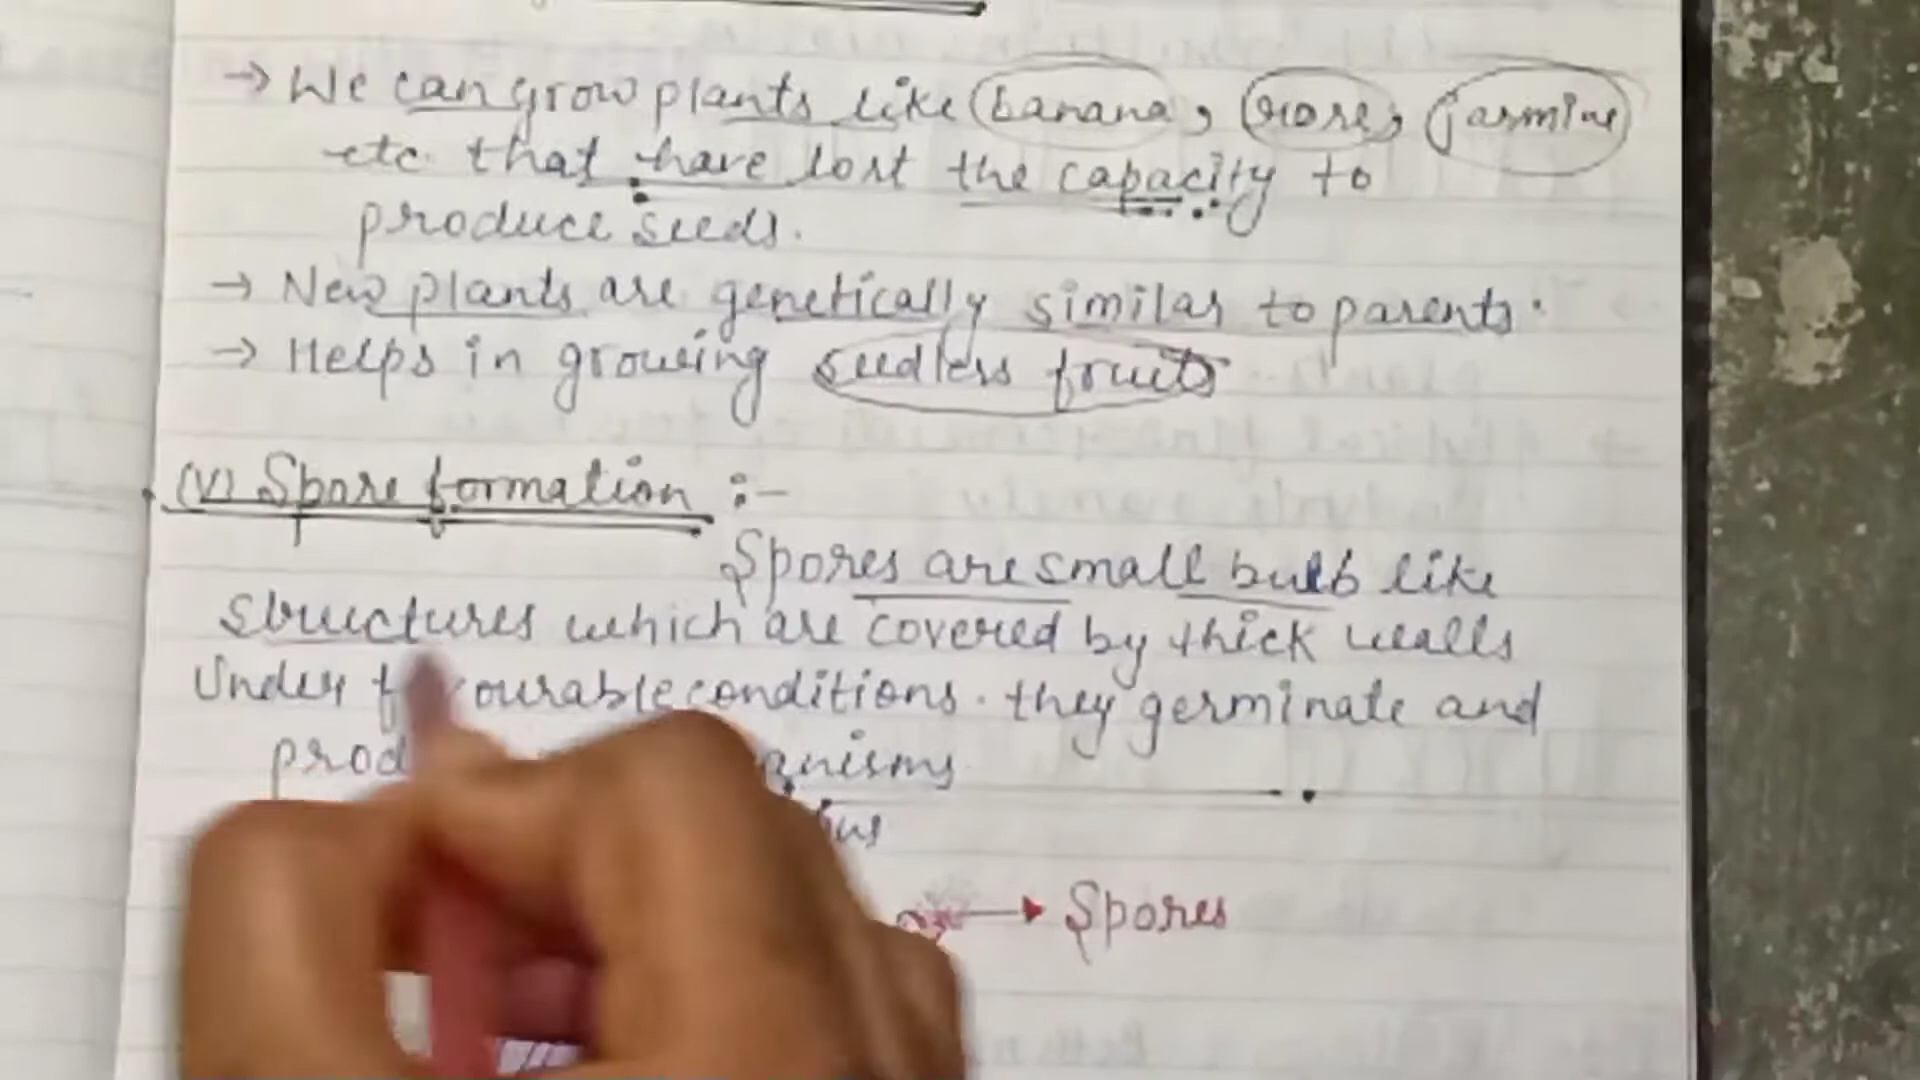 → We can grow plants like banana, rose, jasmine
etc. that have lost the capacity to
produce seeds.
→ New plants are genetically similar to parents.
→ Helps in growing seedless fruits
(V) Spore formation :-
Spores are small bulb like
structures which are covered by thick walls
Under conditions. they germinate and
Spores